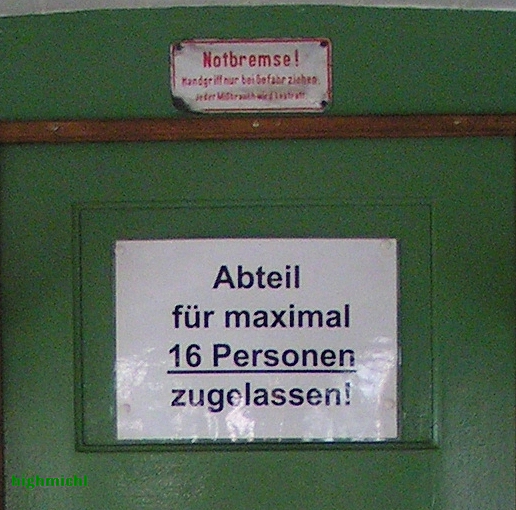 Notbremse!
Handgriff nur bei Gefahr ziehen.
Jeder Mißbrauch wird bestraft.
Abteil
für maximal
16 Personen
zugelassen!